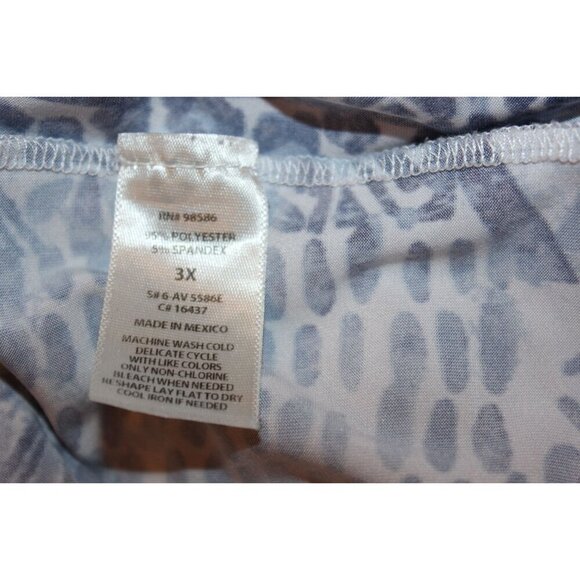 RN# 98586
95% POLYESTER
5% SPANDEX
3X
S# 6-AV 5586E
C# 16437
MADE IN MEXICO
MACHINE WASH COLD
DELICATE CYCLE
WITH LIKE COLORS
ONLY NON-CHLORINE
BLEACH WHEN NEEDED
RESHAPE LAY FLAT TO DRY
COOL IRON IF NEEDED